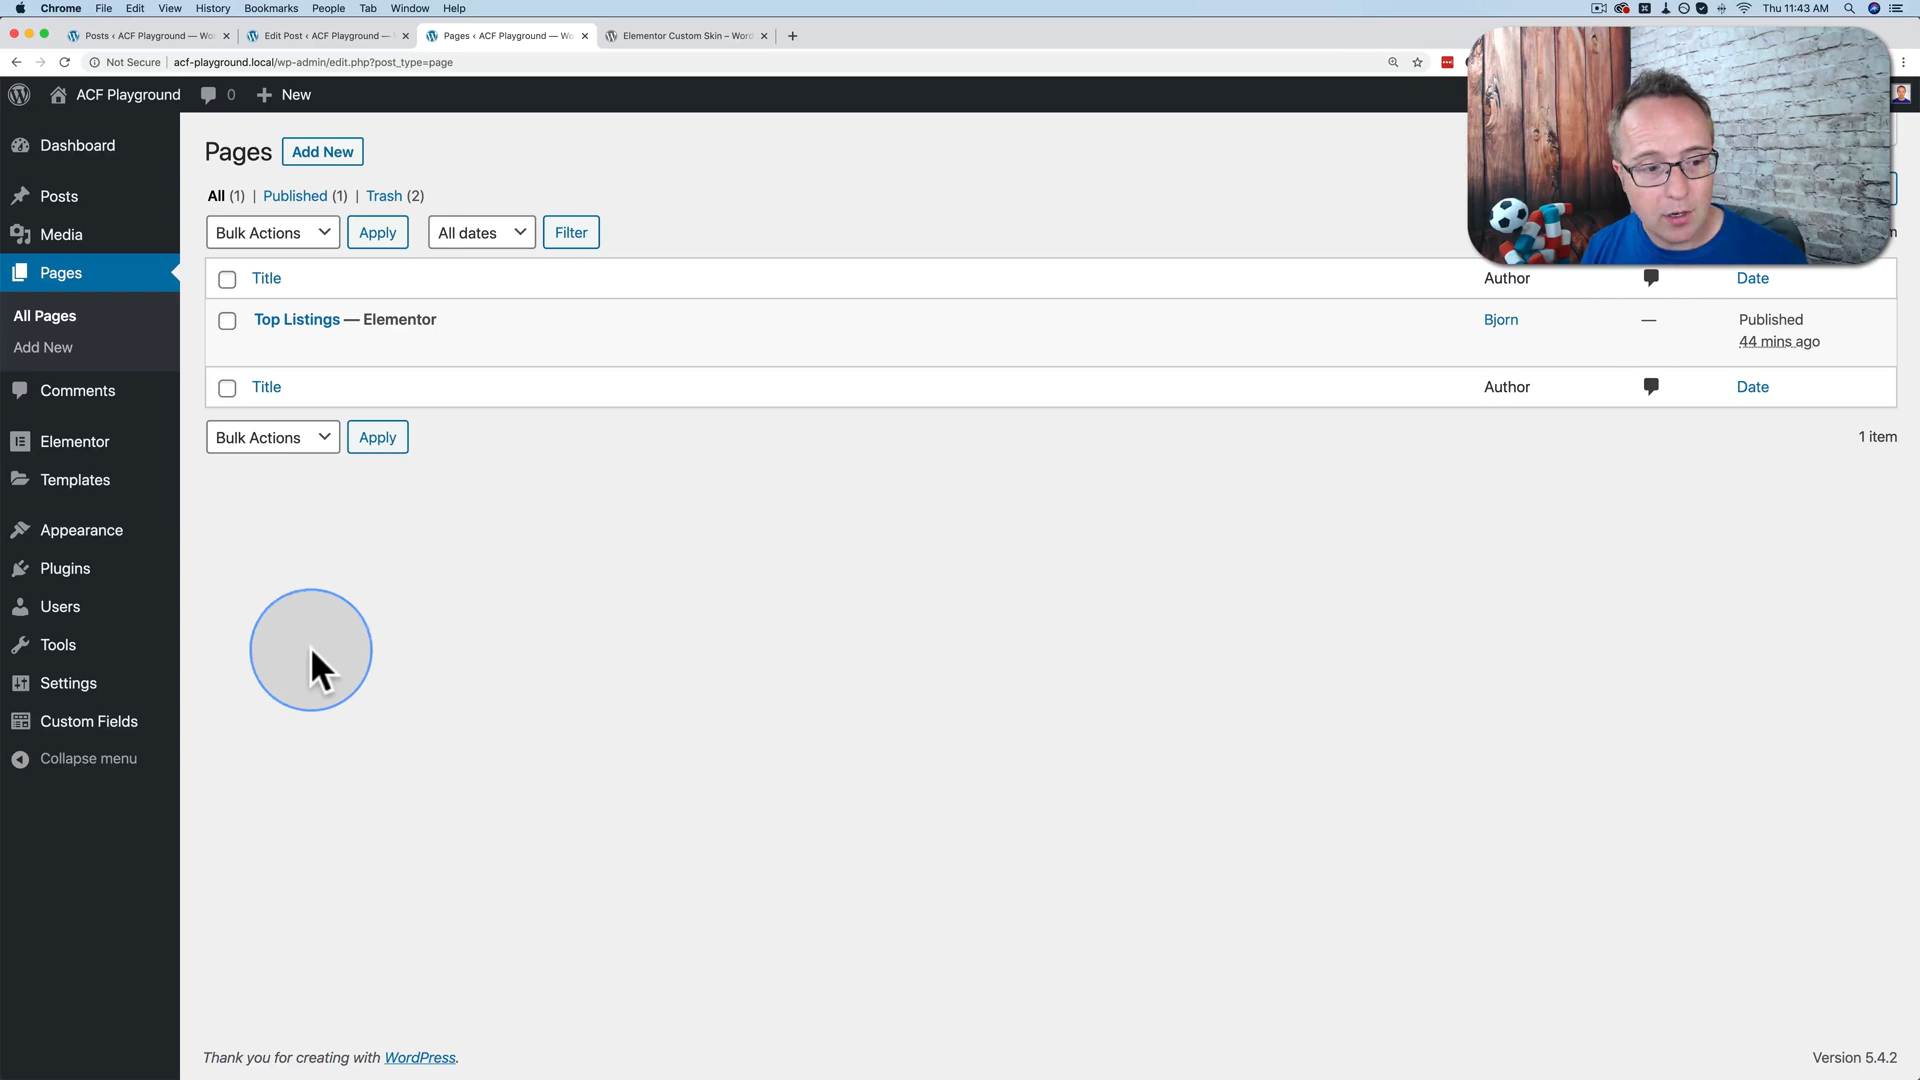 Chrome File Edit View History Bookmarks People Tab Window Help Thu 11:43 AM
Posts ‹ ACF Playground — Wo Edit Post ‹ ACF Playground — Pages ‹ ACF Playground — Wo Elementor Custom Skin – Word
Not Secure acf-playground.local/wp-admin/edit.php?post_type=page
ACF Playground 0 New
Dashboard
Posts
Media
Pages
All Pages
Add New
Comments
Elementor
Templates
Appearance
Plugins
Users
Tools
Settings
Custom Fields
Collapse menu
Pages Add New
All (1) | Published (1) | Trash (2)
Bulk Actions Apply All dates Filter
Title Author Date
Top Listings — Elementor Bjorn — Published
44 mins ago
Title Author Date
Bulk Actions Apply 1 item
Thank you for creating with WordPress. Version 5.4.2